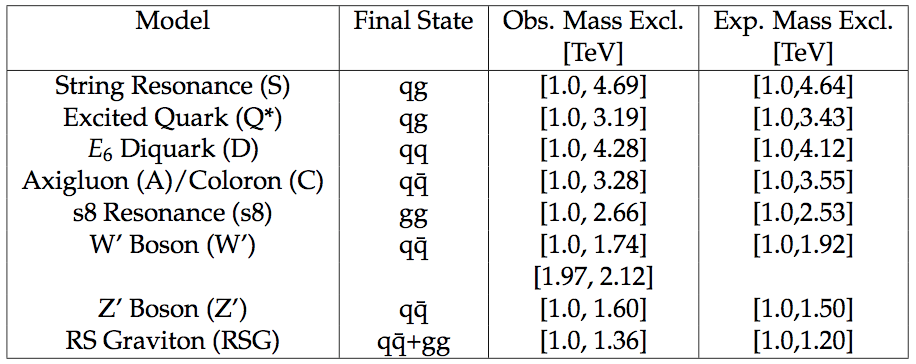 Model Final State Obs. Mass Excl. Exp. Mass Excl.
[TeV] [TeV]
String Resonance (S) qg [1.0, 4.69] [1.0,4.64]
Excited Quark (Q*) qg [1.0, 3.19] [1.0,3.43]
E6 Diquark (D) qq [1.0, 4.28] [1.0,4.12]
Axigluon (A)/Coloron (C) qq̄ [1.0, 3.28] [1.0,3.55]
s8 Resonance (s8) gg [1.0, 2.66] [1.0,2.53]
W’ Boson (W’) qq̄ [1.0, 1.74] [1.0,1.92]
[1.97, 2.12]
Z’ Boson (Z’) qq̄ [1.0, 1.60] [1.0,1.50]
RS Graviton (RSG) qq̄+gg [1.0, 1.36] [1.0,1.20]